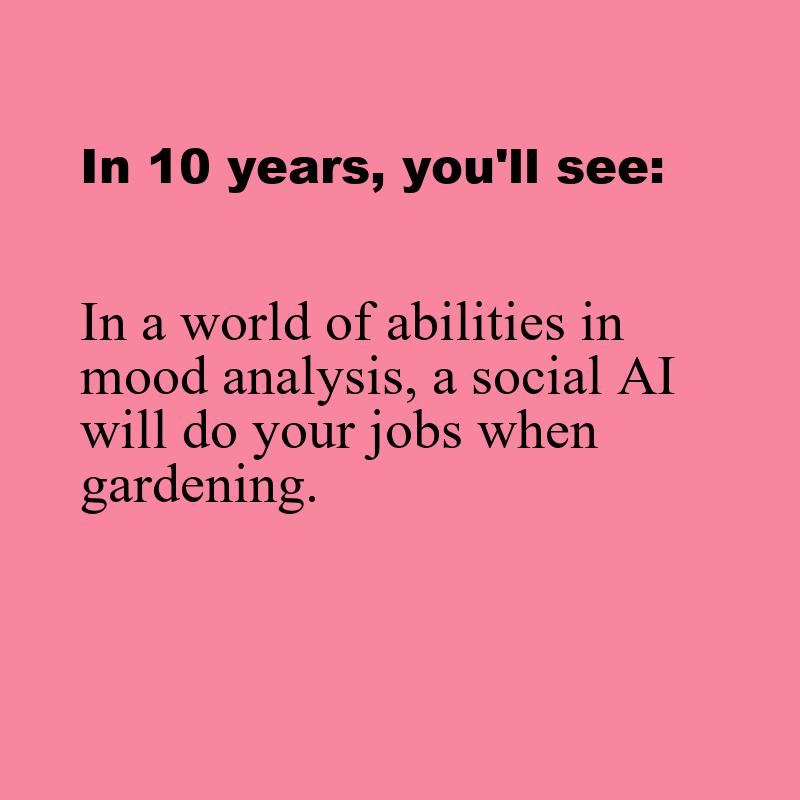 In 10 years, you'll see:
In a world of abilities in
mood analysis, a social AI
will do your jobs when
gardening.